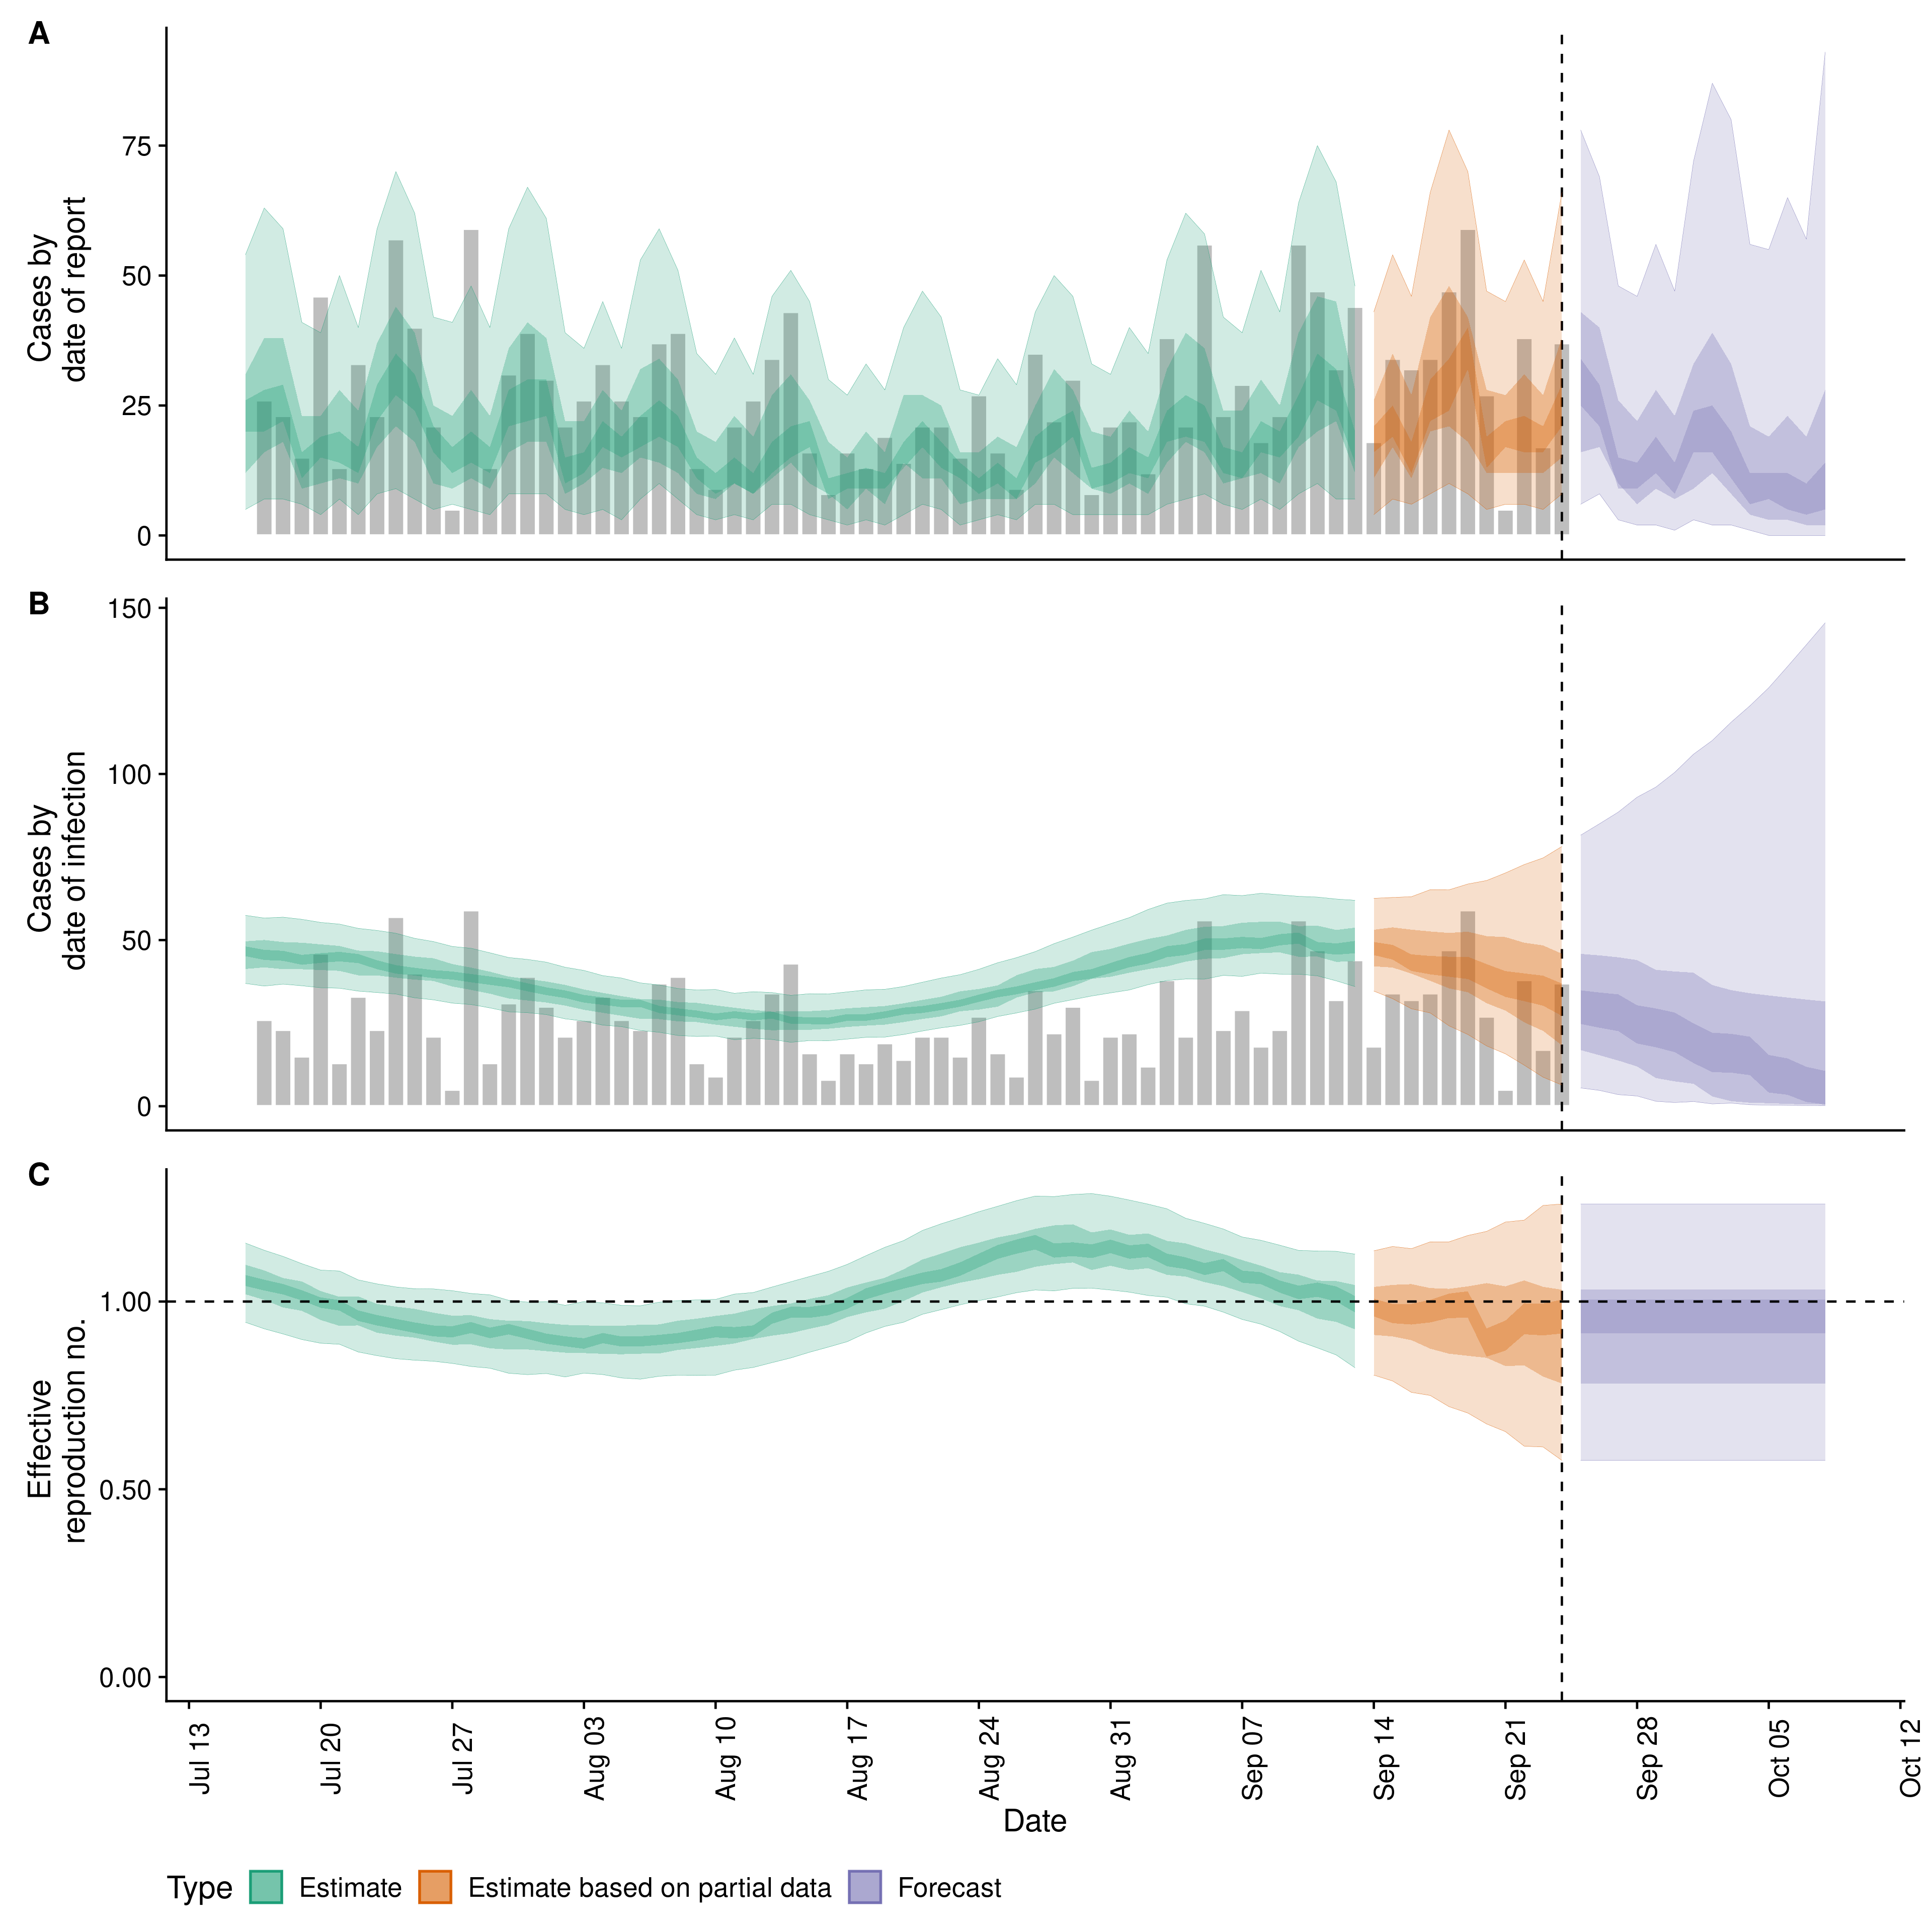 A
Cases by
date of report
75
50
25
0
B
Cases by
date of infection
150
100
50
0
C
Effective
reproduction no.
1.00
0.50
0.00
Jul 13
Jul 20
Jul 27
Aug 03
Aug 10
Aug 17
Aug 24
Aug 31
Sep 07
Sep 14
Sep 21
Sep 28
Oct 05
Oct 12
Date
Type Estimate Estimate based on partial data Forecast